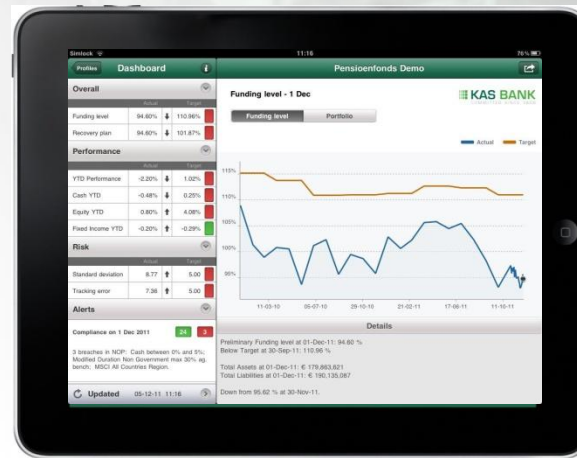 Simlock
11:16
76%
Profiles
Dashboard
i
Pensioenfonds Demo
Overall
Actual Target
Funding level 94.60% 110.96%
Recovery plan 94.60% 101.87%
Performance
Actual Target
YTD Performance -2.20% 1.02%
Cash YTD -0.48% 0.25%
Equity YTD 0.80% 4.08%
Fixed Income YTD -0.20% -0.29%
Risk
Actual Target
Standard deviation 8.77 5.00
Tracking error 7.36 5.00
Alerts
Compliance on 1 Dec 2011 24 3
3 breaches in NOP: Cash between 0% and 5%;
Modified Duration Non Government max 30% ag.
bench; MSCI All Countries Region.
Updated 05-12-11 11:16
Funding level - 1 Dec
KAS BANK
Funding level Portfolio
Actual Target
115%
110%
105%
100%
95%
11-03-10 05-07-10 29-10-10 21-02-11 17-06-11 11-10-11
Details
Preliminary Funding level at 01-Dec-11: 94.60 %
Below Target at 30-Sep-11: 110.96 %
Total Assets at 01-Dec-11: € 179,863,621
Total Liabilities at 01-Dec-11: € 190,135,087
Down from 95.62 % at 30-Nov-11.